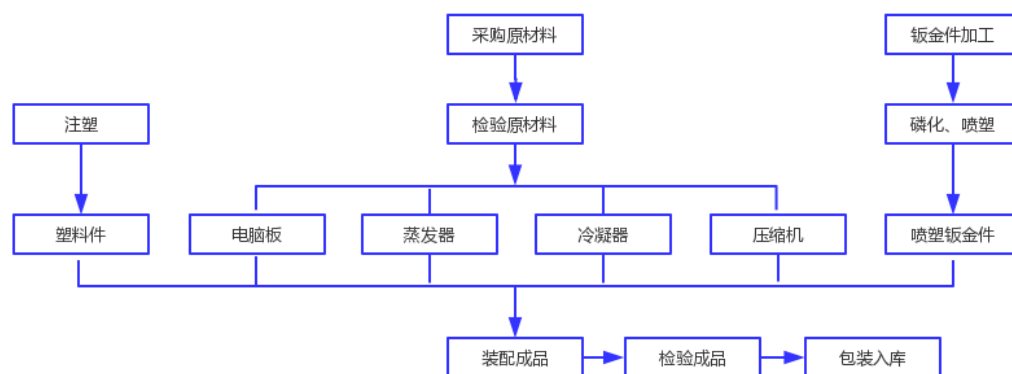 采购原材料
钣金件加工
注塑
检验原材料
磷化、喷塑
塑料件
电脑板
蒸发器
冷凝器
压缩机
喷塑钣金件
装配成品
检验成品
包装入库